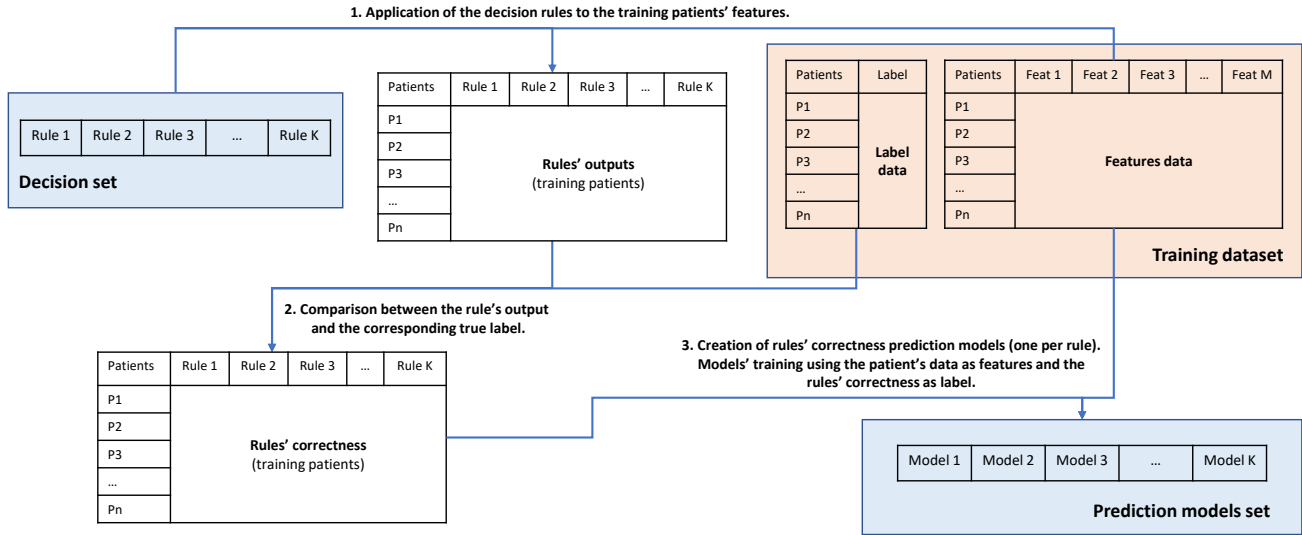 1. Application of the decision rules to the training patients’ features.
Rule 1 Rule 2 Rule 3 … Rule K
Decision set
Patients Rule 1 Rule 2 Rule 3 … Rule K
P1
P2
P3
…
Pn
Rules’ outputs
(training patients)
Patients Label
P1
P2
P3
…
Pn
Label
data
Patients Feat 1 Feat 2 Feat 3 … Feat M
P1
P2
P3
…
Pn
Features data
Training dataset
2. Comparison between the rule’s output
and the corresponding true label.
Patients Rule 1 Rule 2 Rule 3 … Rule K
P1
P2
P3
…
Pn
Rules’ correctness
(training patients)
3. Creation of rules’ correctness prediction models (one per rule).
Models’ training using the patient’s data as features and the
rules’ correctness as label.
Model 1 Model 2 Model 3 … Model K
Prediction models set